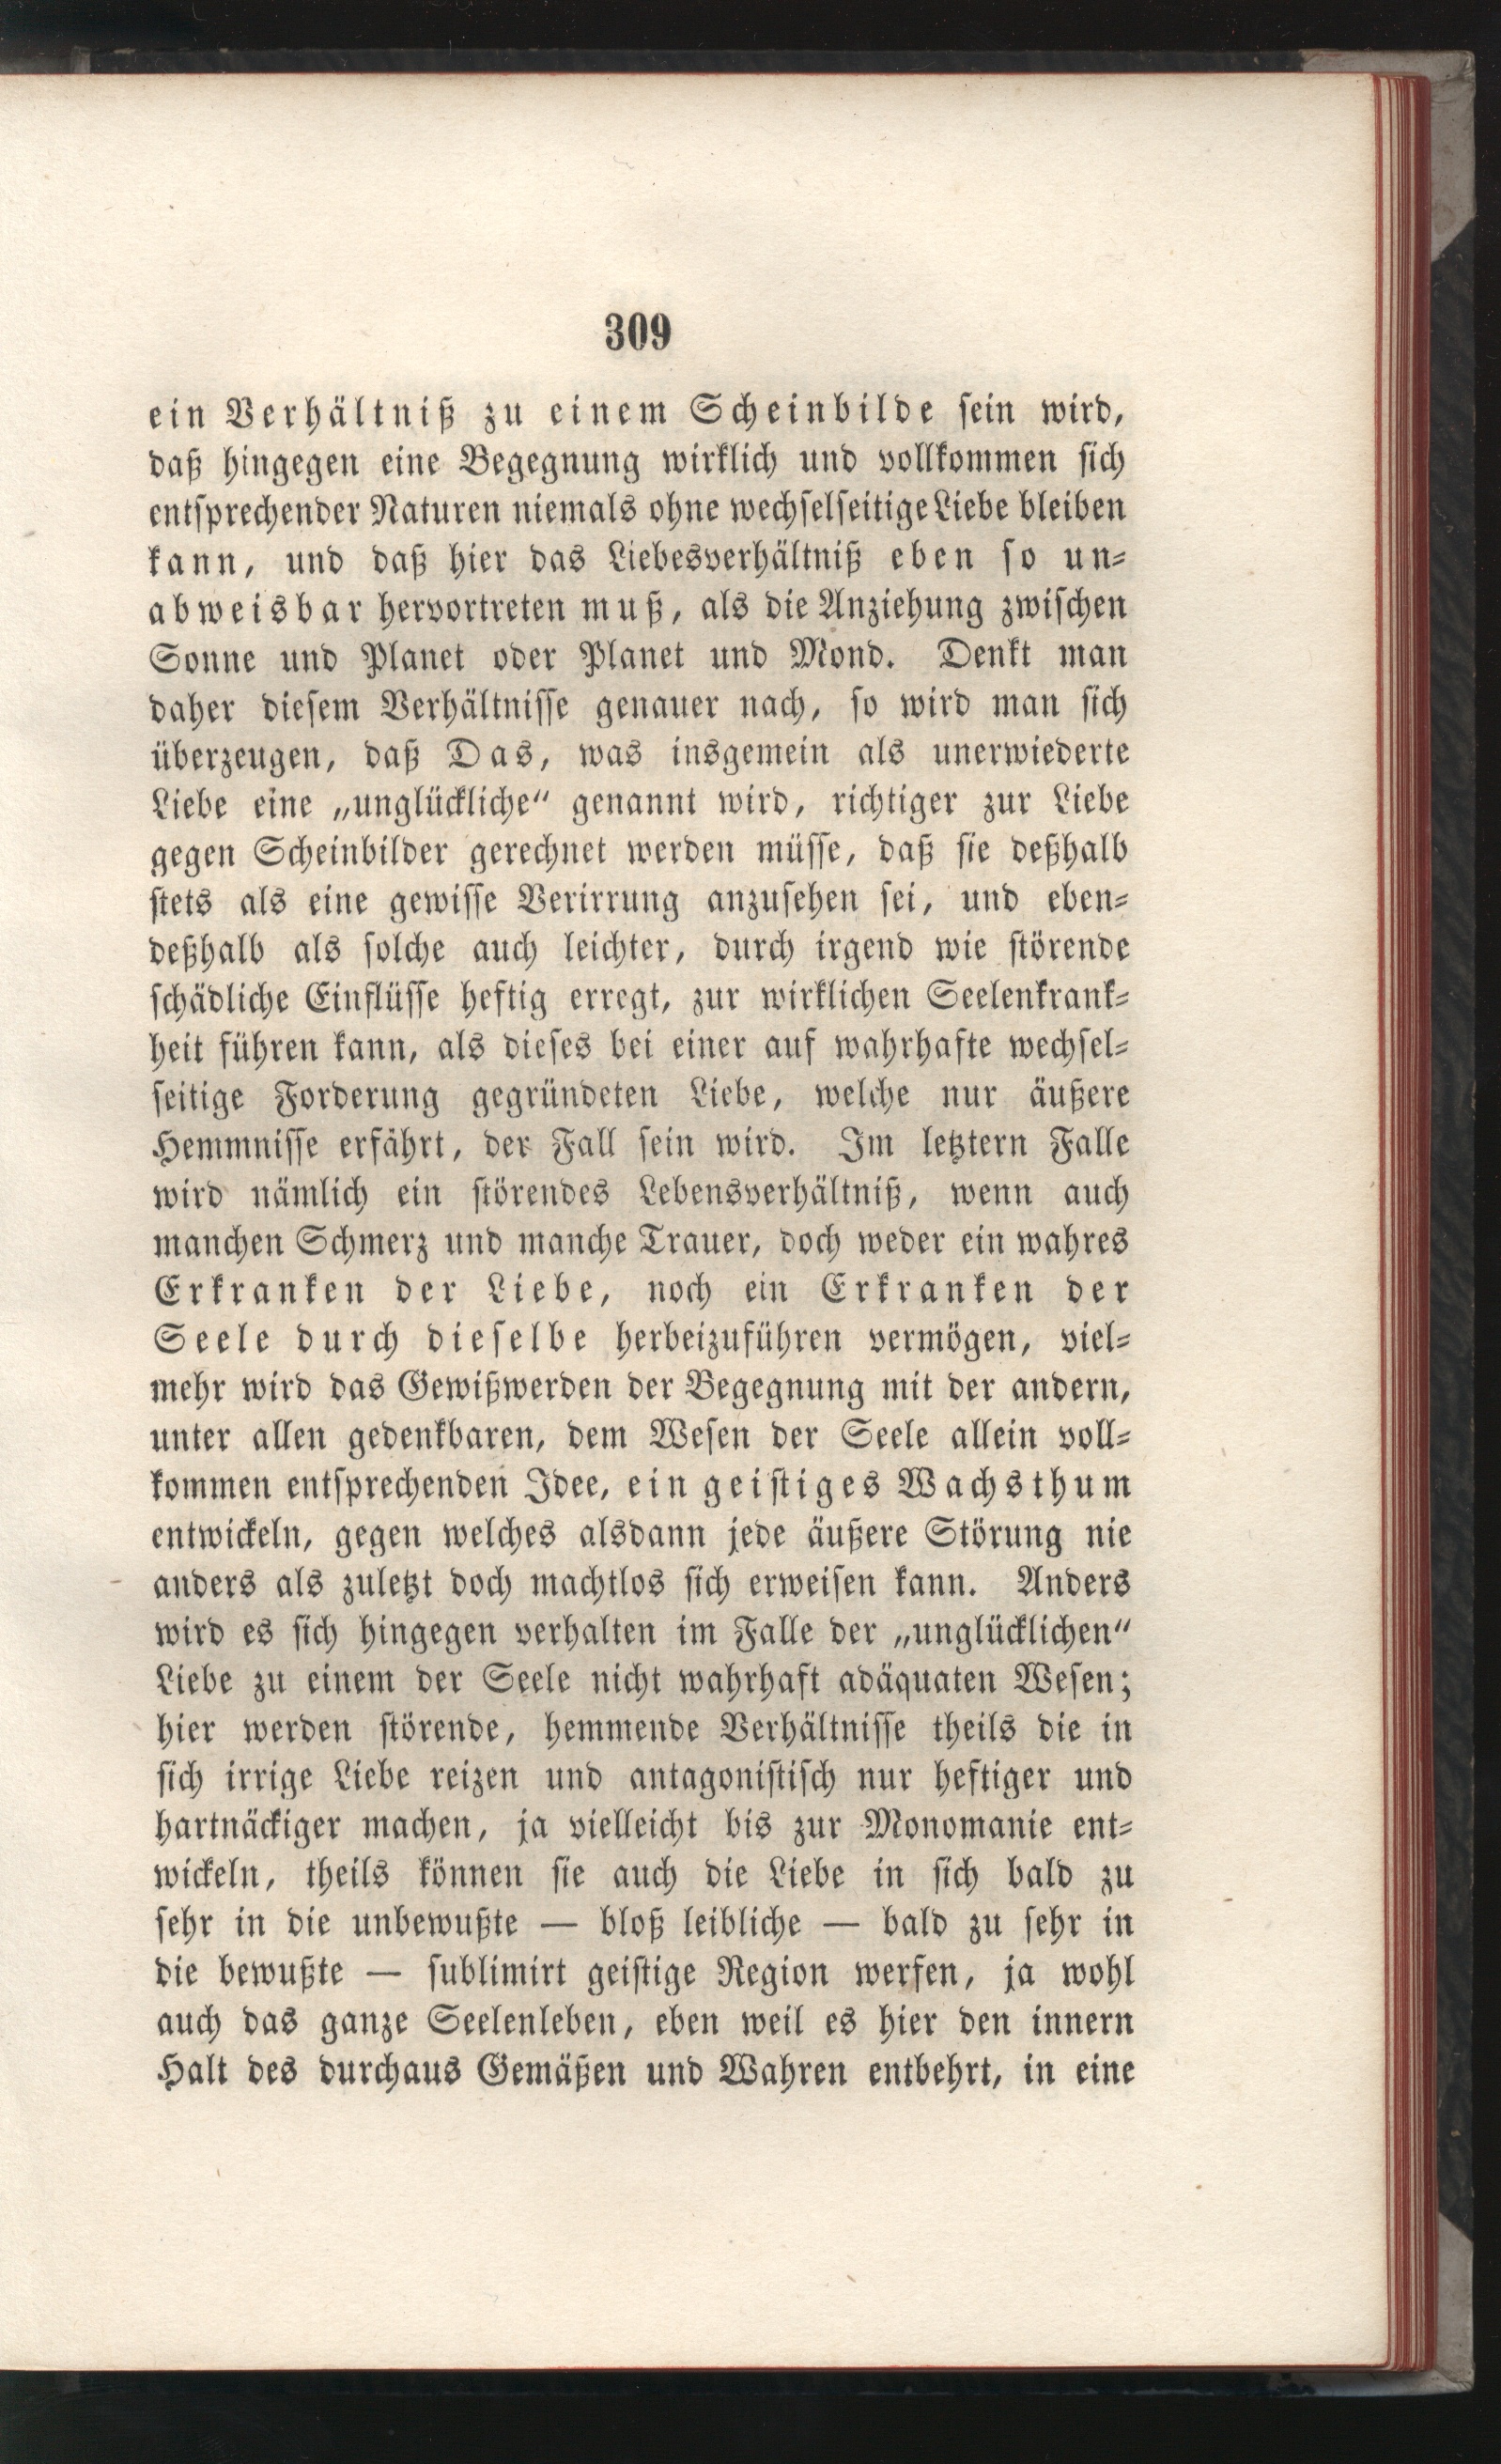 309
ein Verhältniß zu einem Scheinbilde sein wird,
daß hingegen eine Begegnung wirklich und vollkommen sich
entsprechender Naturen niemals ohne wechselseitige Liebe bleiben
kann, und daß hier das Liebesverhältniß eben so un-
abweisbar hervortreten muß, als die Anziehung zwischen
Sonne und Planet oder Planet und Mond. Denkt man
daher diesem Verhältnisse genauer nach, so wird man sich
überzeugen, daß Das, was insgemein als unerwiederte
Liebe eine „unglückliche“ genannt wird, richtiger zur Liebe
gegen Scheinbilder gerechnet werden müsse, daß sie deßhalb
stets als eine gewisse Verirrung anzusehen sei, und eben-
deßhalb als solche auch leichter, durch irgend wie störende
schädliche Einflüsse heftig erregt, zur wirklichen Seelenkrank-
heit führen kann, als dieses bei einer auf wahrhafte wechsel-
seitige Forderung gegründeten Liebe, welche nur äußere
Hemmnisse erfährt, der Fall sein wird. Im letztern Falle
wird nämlich ein störendes Lebensverhältniß, wenn auch
manchen Schmerz und manche Trauer, doch weder ein wahres
Erkranken der Liebe, noch ein Erkranken der
Seele durch dieselbe herbeizuführen vermögen, viel-
mehr wird das Gewißwerden der Begegnung mit der andern,
unter allen gedenkbaren, dem Wesen der Seele allein voll-
kommen entsprechenden Idee, ein geistiges Wachsthum
entwickeln, gegen welches alsdann jede äußere Störung nie
anders als zuletzt doch machtlos sich erweisen kann. Anders
wird es sich hingegen verhalten im Falle der „unglücklichen“
Liebe zu einem der Seele nicht wahrhaft adäquaten Wesen;
hier werden störende, hemmende Verhältnisse theils die in
sich irrige Liebe reizen und antagonistisch nur heftiger und
hartnäckiger machen, ja vielleicht bis zur Monomanie ent-
wickeln, theils können sie auch die Liebe in sich bald zu
sehr in die unbewußte — bloß leibliche — bald zu sehr in
die bewußte — sublimirt geistige Region werfen, ja wohl
auch das ganze Seelenleben, eben weil es hier den innern
Halt des durchaus Gemäßen und Wahren entbehrt, in eine